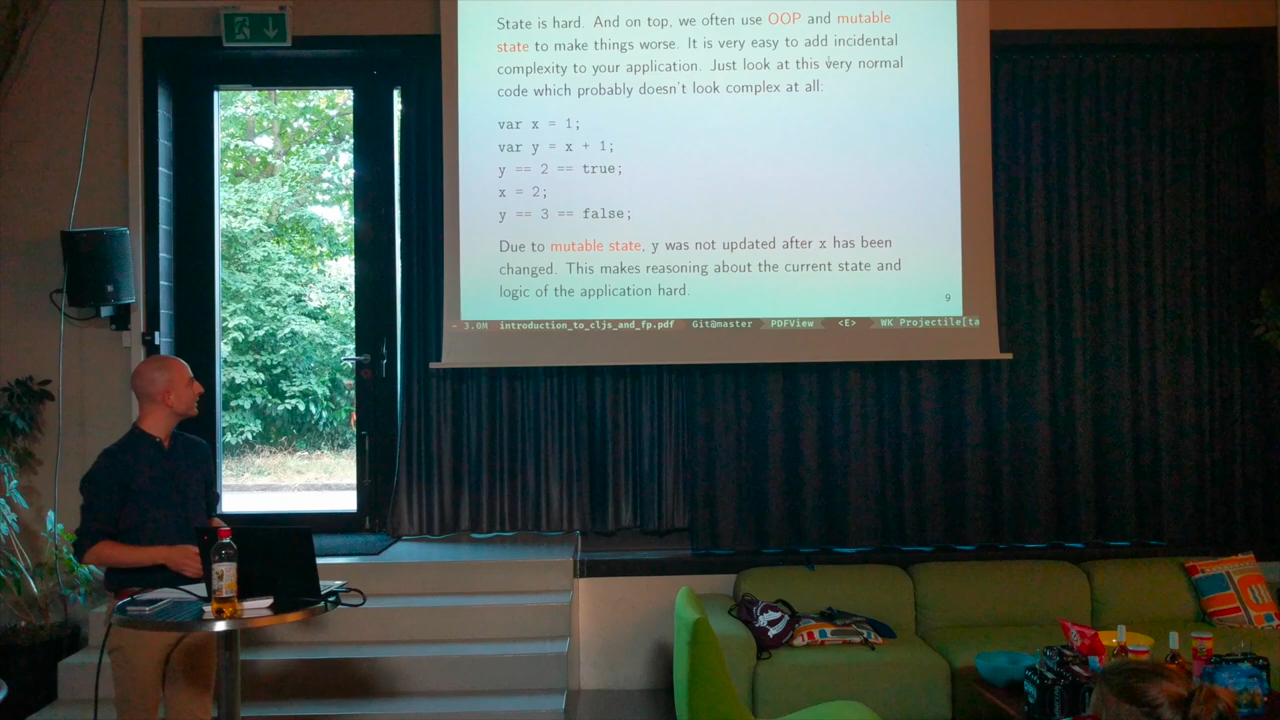 State is hard. And on top, we often use OOP and mutable
state to make things worse. It is very easy to add incidental
complexity to your application. Just look at this very normal
code which probably doesn't look complex at all:
var x = 1;
var y = x + 1;
y == 2 == true;
x = 2;
y == 3 == false;
Due to mutable state, y was not updated after x has been
changed. This makes reasoning about the current state and
logic of the application hard.
9
- 3.0M introduction_to_cljs_and_fp.pdf Git@master PDFView <E> WK Projectile[ta